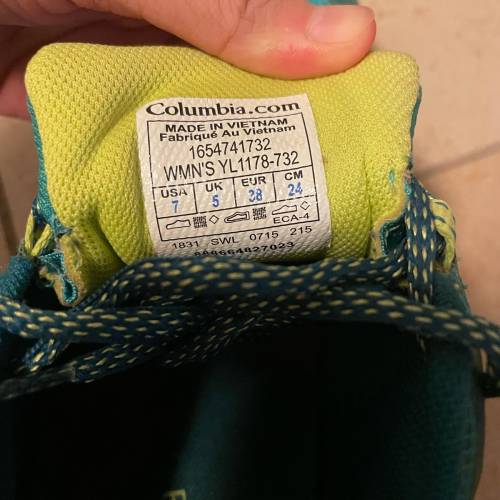 Columbia.com
MADE IN VIETNAM
Fabriqué Au Vietnam
1654741732
WMN'S YL1178-732
USA UK EUR CM
7 5 38 24
ECA-4
1831 SWL 0715 215
888664827023